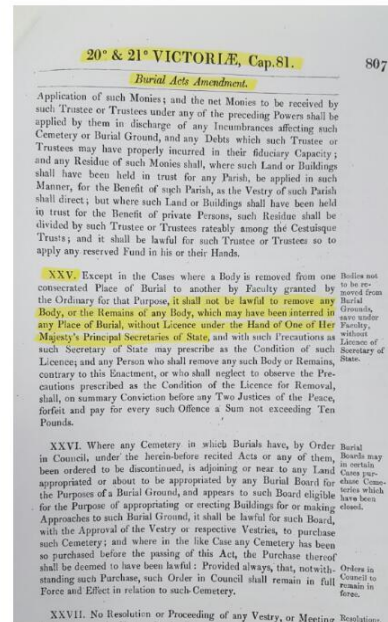 20° & 21° VICTORIÆ, Cap.81.
807
Burial Acts Amendment.
Application of such Monies; and the net Monies to be received by
such Trustee or Trustees under any of the preceding Powers shall be
applied by them in discharge of any Incumbrances affecting such
Cemetery or Burial Ground, and any Debts which such Trustee or
Trustees may have properly incurred in their fiduciary Capacity;
and any Residue of such Monies shall, where such Land or Buildings
shall have been held in trust for any Parish, be applied in such
Manner, for the Benefit of such Parish, as the Vestry of such Parish
shall direct; but where such Land or Buildings shall have been held
in trust for the Benefit of private Persons, such Residue shall be
divided by such Trustee or Trustees rateably among the Cestuisque
Trusts; and it shall be lawful for such Trustee or Trustees so to
apply any reserved Fund in his or their Hands.
XXV. Except in the Cases where a Body is removed from one
consecrated Place of Burial to another by Faculty granted by
the Ordinary for that Purpose, it shall not be lawful to remove any
Body, or the Remains of any Body, which may have been interred in
any Place of Burial, without Licence under the Hand of One of Her
Majesty's Principal Secretaries of State, and with such Precautions as
such Secretary of State may prescribe as the Condition of such
Licence; and any Person who shall remove any such Body or Remains,
contrary to this Enactment, or who shall neglect to observe the Pre-
cautions prescribed as the Condition of the Licence for Removal,
shall, on summary Conviction before any Two Justices of the Peace,
forfeit and pay for every such Offence a Sum not exceeding Ten
Pounds.
Bodies not
to be re-
moved from
Burial
Grounds,
save under
Faculty,
without
Licence of
Secretary of
State.
XXVI. Where any Cemetery in which Burials have, by Order
in Council, under the herein-before recited Acts or any of them,
been ordered to be discontinued, is adjoining or near to any Land
appropriated or about to be appropriated by any Burial Board for
the Purposes of a Burial Ground, and appears to such Board eligible
for the Purpose of appropriating or erecting Buildings for or making
Approaches to such Burial Ground, it shall be lawful for such Board,
with the Approval of the Vestry or respective Vestries, to purchase
such Cemetery; and where in the like Case any Cemetery has been
so purchased before the passing of this Act, the Purchase thereof
shall be deemed to have been lawful: Provided always, that, notwith-
standing such Purchase, such Order in Council shall remain in full
Force and Effect in relation to such Cemetery.
Burial
Boards may
in certain
Cases pur-
chase Ceme-
teries which
have been
closed.
Orders in
Council to
remain in
force.
XXVII. No Resolution or Proceeding of any Vestry, or Meeting
Resolutions